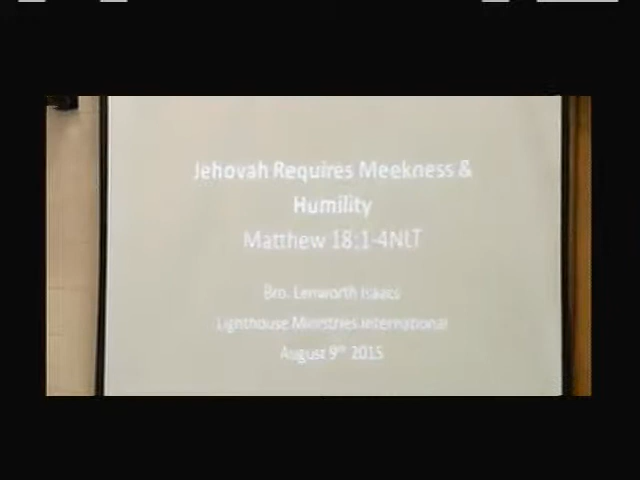 Jehovah Requires Meekness &
Humility
Matthew 18:1-4NLT
Bro. Lenworth Isaacs
Lighthouse Ministries International
August 9th 2015